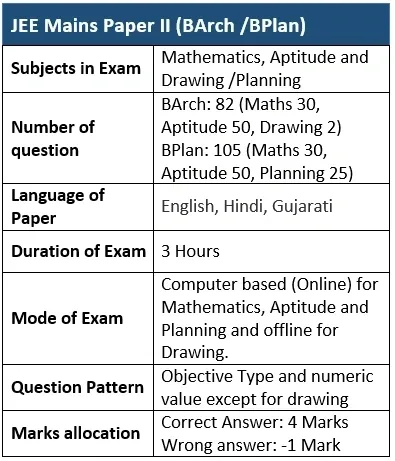 JEE Mains Paper II (BArch /BPlan)
Subjects in Exam
Mathematics, Aptitude and
Drawing /Planning
Number of
question
BArch: 82 (Maths 30,
Aptitude 50, Drawing 2)
BPlan: 105 (Maths 30,
Aptitude 50, Planning 25)
Language of
Paper
English, Hindi, Gujarati
Duration of Exam
3 Hours
Mode of Exam
Computer based (Online) for
Mathematics, Aptitude and
Planning and offline for
Drawing.
Question Pattern
Objective Type and numeric
value except for drawing
Marks allocation
Correct Answer: 4 Marks
Wrong answer: -1 Mark